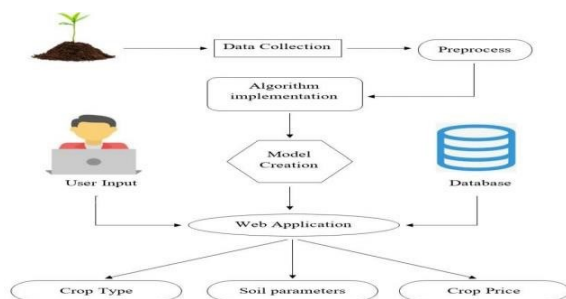 Data Collection
Preprocess
Algorithm
implementation
Model
Creation
User Input
Database
Web Application
Crop Type
Soil parameters
Crop Price